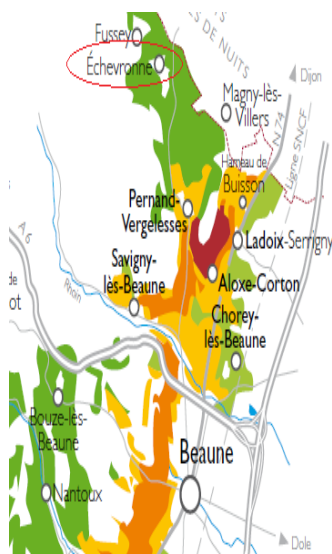 S DE NUITS
Fussey
Échevronne
Magny-lès-
Villers
Dijon
N 74
Ligne SNCF
Hameau de
Buisson
Pernand-
Vergelesses
Ladoix-Serrigny
A 6
Savigny-
lès-Beaune
Aloxe-Corton
de
ot
Rhoin
Chorey-
lès-Beaune
Bouze-lès-
Beaune
Beaune
Nantoux
Dole